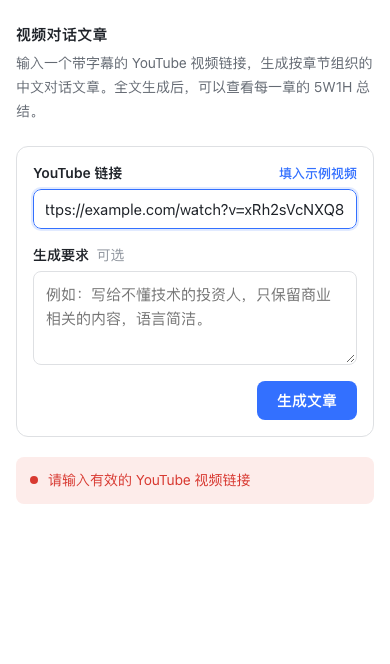 视频对话文章
输入一个带字幕的 YouTube 视频链接，生成按章节组织的
中文对话文章。全文生成后，可以查看每一章的 5W1H 总
结。
YouTube 链接
填入示例视频
ttps://example.com/watch?v=xRh2sVcNXQ8
生成要求 可选
例如：写给不懂技术的投资人，只保留商业
相关的内容，语言简洁。
生成文章
请输入有效的 YouTube 视频链接